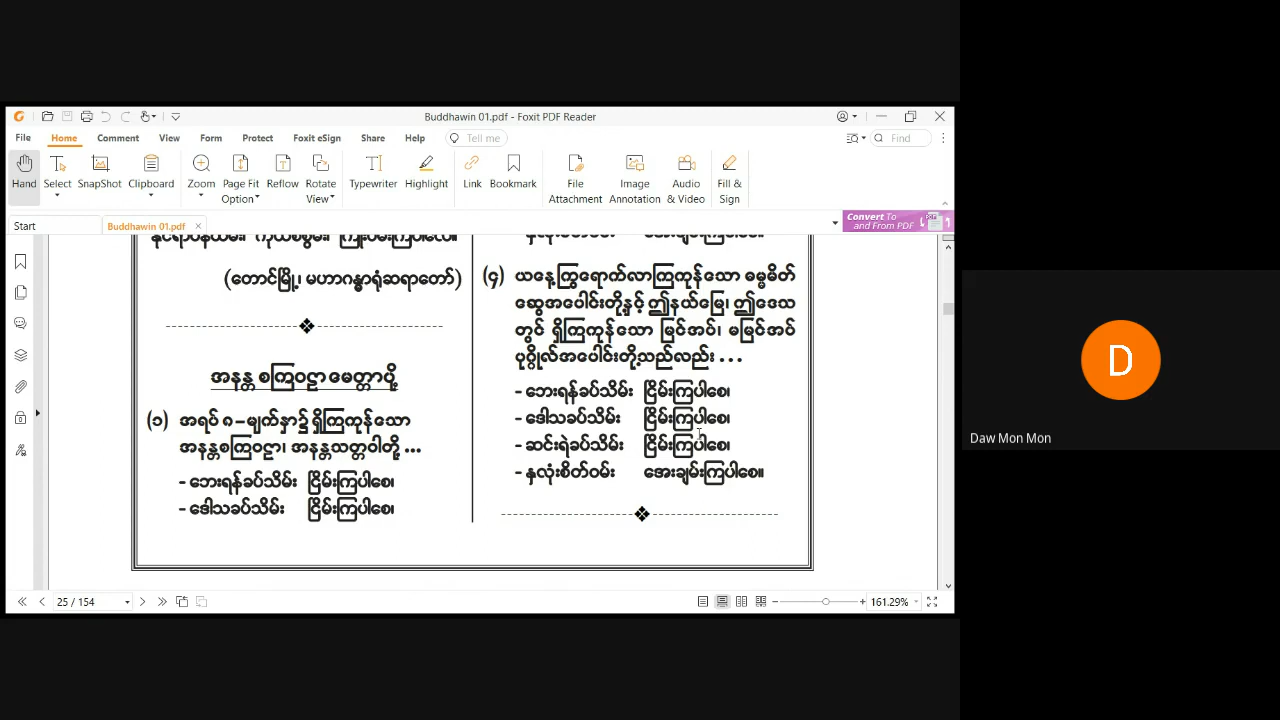 Buddhawin 01.pdf - Foxit PDF Reader
File Home Comment View Form Protect Foxit eSign Share Help Tell me Find
Hand Select SnapShot Clipboard Zoom Page Fit Option Reflow Rotate View Typewriter Highlight Link Bookmark File Attachment Image Annotation Audio & Video Fill & Sign
Start Buddhawin 01.pdf
Convert To and From PDF
(တောင်မြို့၊ မဟာဂန္ဓာရုံဆရာတော်)
အနန္တ စကြဝဠာ မေတ္တာပို့
(၁) အရပ် ၈-မျက်နှာ၌ ရှိကြကုန်သော
အနန္တစကြဝဠာ၊ အနန္တသတ္တဝါတို့ ...
- ဘေးရန်ခပ်သိမ်း ငြိမ်းကြပါစေ၊
- ဒေါသခပ်သိမ်း ငြိမ်းကြပါစေ၊
(၄) ယနေ့ကြွရောက်လာကြကုန်သော ဓမ္မမိတ်
ဆွေအပေါင်းတို့နှင့် ဤနယ်မြေ၊ ဤဒေသ
တွင် ရှိကြကုန်သော မြင်အပ်၊ မမြင်အပ်
ပုဂ္ဂိုလ်အပေါင်းတို့သည်လည်း ...
- ဘေးရန်ခပ်သိမ်း ငြိမ်းကြပါစေ၊
- ဒေါသခပ်သိမ်း ငြိမ်းကြပါစေ၊
- ဆင်းရဲခပ်သိမ်း ငြိမ်းကြပါစေ၊
- နှလုံးစိတ်ဝမ်း အေးချမ်းကြပါစေ။
25 / 154
161.29%
D
Daw Mon Mon